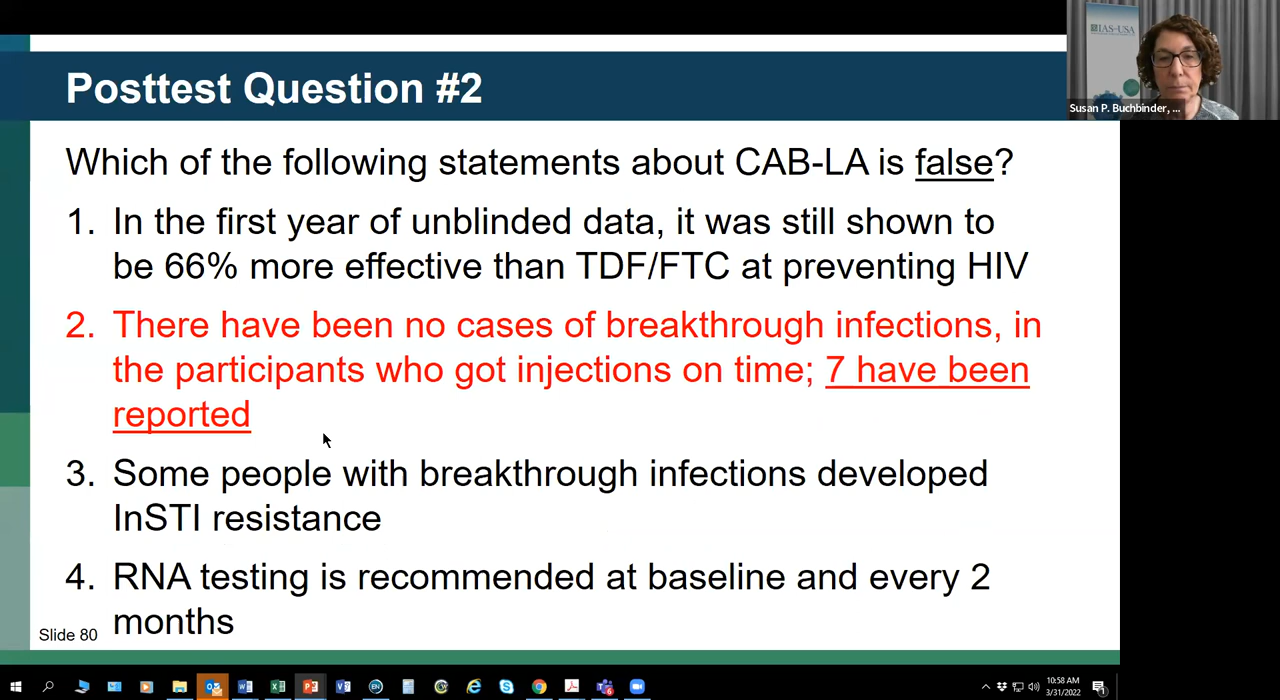 IAS-USA
Posttest Question #2
Susan P. Buchbinder, ...
Which of the following statements about CAB-LA is false?
1. In the first year of unblinded data, it was still shown to
be 66% more effective than TDF/FTC at preventing HIV
2. There have been no cases of breakthrough infections, in
the participants who got injections on time; 7 have been
reported
3. Some people with breakthrough infections developed
InSTI resistance
4. RNA testing is recommended at baseline and every 2
months
Slide 80
10:58 AM
3/31/2022